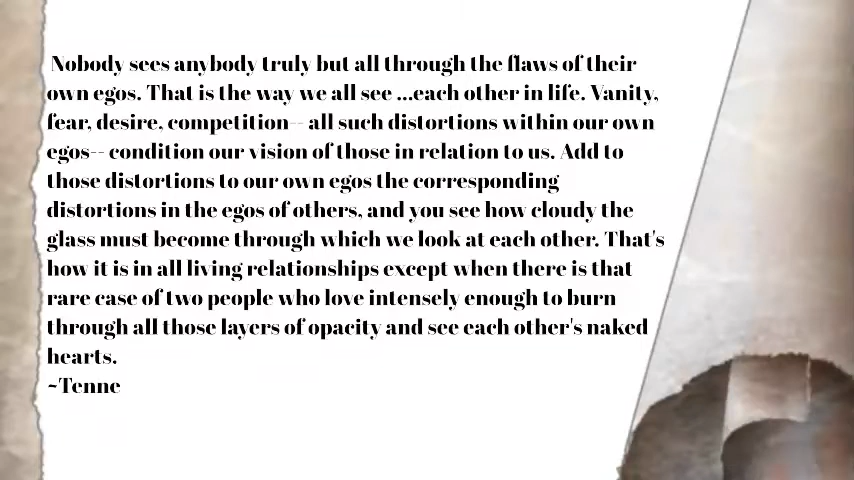 Nobody sees anybody truly but all through the flaws of their
own egos. That is the way we all see ...each other in life. Vanity,
fear, desire, competition-- all such distortions within our own
egos-- condition our vision of those in relation to us. Add to
those distortions to our own egos the corresponding
distortions in the egos of others, and you see how cloudy the
glass must become through which we look at each other. That's
how it is in all living relationships except when there is that
rare case of two people who love intensely enough to burn
through all those layers of opacity and see each other's naked
hearts.
~Tenne